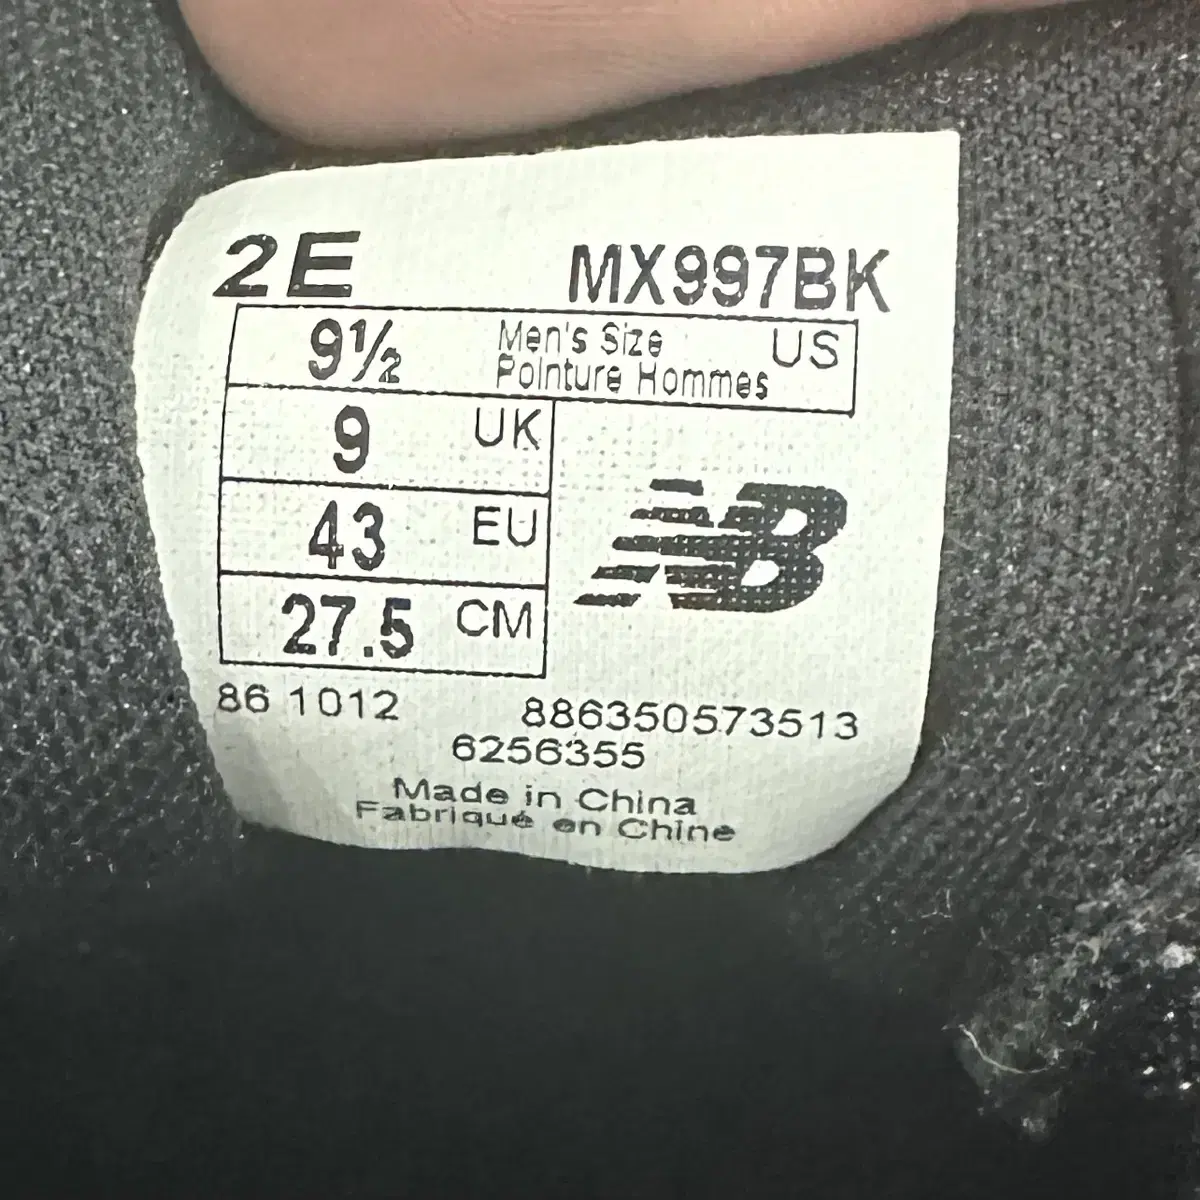 2E MX997BK
9½ Men's Size US
Pointure Hommes
9 UK
43 EU
NB
27.5 CM
86 1012 886350573513
6256355
Made in China
Fabriqué en Chine